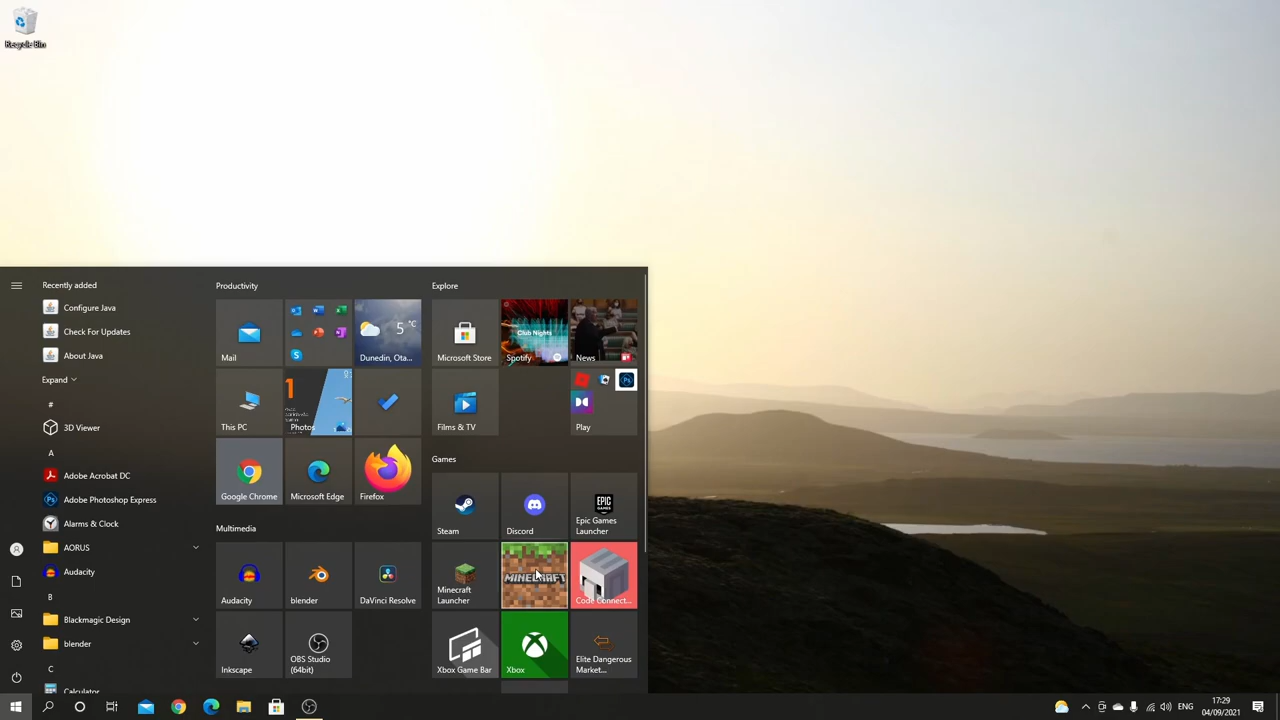 Recycle Bin
Recently added
Configure Java
Check For Updates
About Java
Expand
#
3D Viewer
A
Adobe Acrobat DC
Adobe Photoshop Express
Alarms & Clock
AORUS
Audacity
B
Blackmagic Design
blender
C
Calculator
Productivity
Mail
5 °C
Dunedin, Ota...
This PC
Photos
Google Chrome
Microsoft Edge
Firefox
Multimedia
Audacity
blender
DaVinci Resolve
Inkscape
OBS Studio
(64bit)
Explore
Microsoft Store
Club Nights
Spotify
News
Films & TV
Play
Games
Steam
Discord
EPIC
GAMES
Epic Games
Launcher
Minecraft
Launcher
MINECRAFT
Code Connect...
Xbox Game Bar
Xbox
Elite Dangerous
Market...
ENG
17:29
04/09/2021